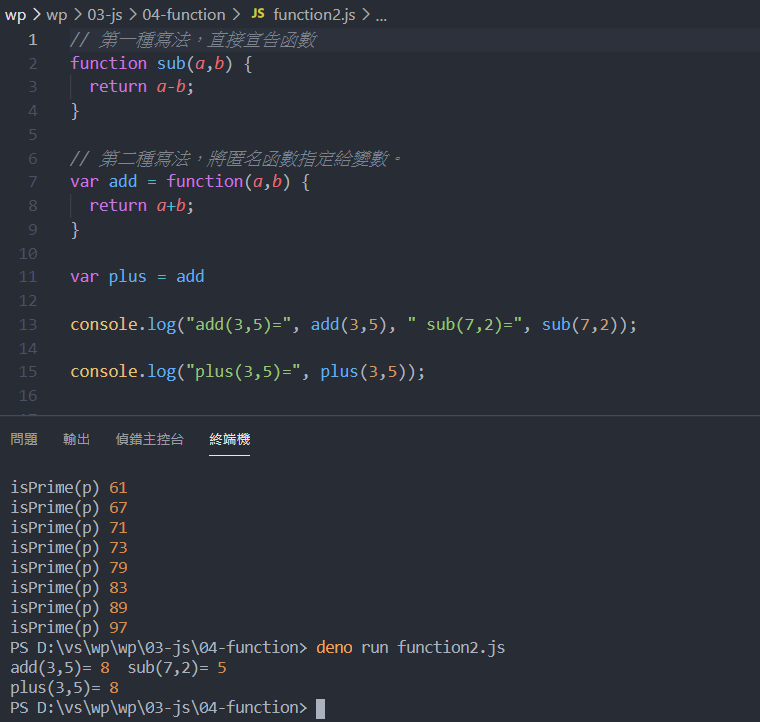 wp > wp > 03-js > 04-function > JS function2.js > ...
1 // 第一種寫法，直接宣告函數
2 function sub(a,b) {
3   return a-b;
4 }
5
6 // 第二種寫法，將匿名函數指定給變數。
7 var add = function(a,b) {
8   return a+b;
9 }
10
11 var plus = add
12
13 console.log("add(3,5)=", add(3,5), " sub(7,2)=", sub(7,2));
14
15 console.log("plus(3,5)=", plus(3,5));
16
問題 輸出 偵錯主控台 終端機
isPrime(p) 61
isPrime(p) 67
isPrime(p) 71
isPrime(p) 73
isPrime(p) 79
isPrime(p) 83
isPrime(p) 89
isPrime(p) 97
PS D:\vs\wp\wp\03-js\04-function> deno run function2.js
add(3,5)= 8  sub(7,2)= 5
plus(3,5)= 8
PS D:\vs\wp\wp\03-js\04-function>